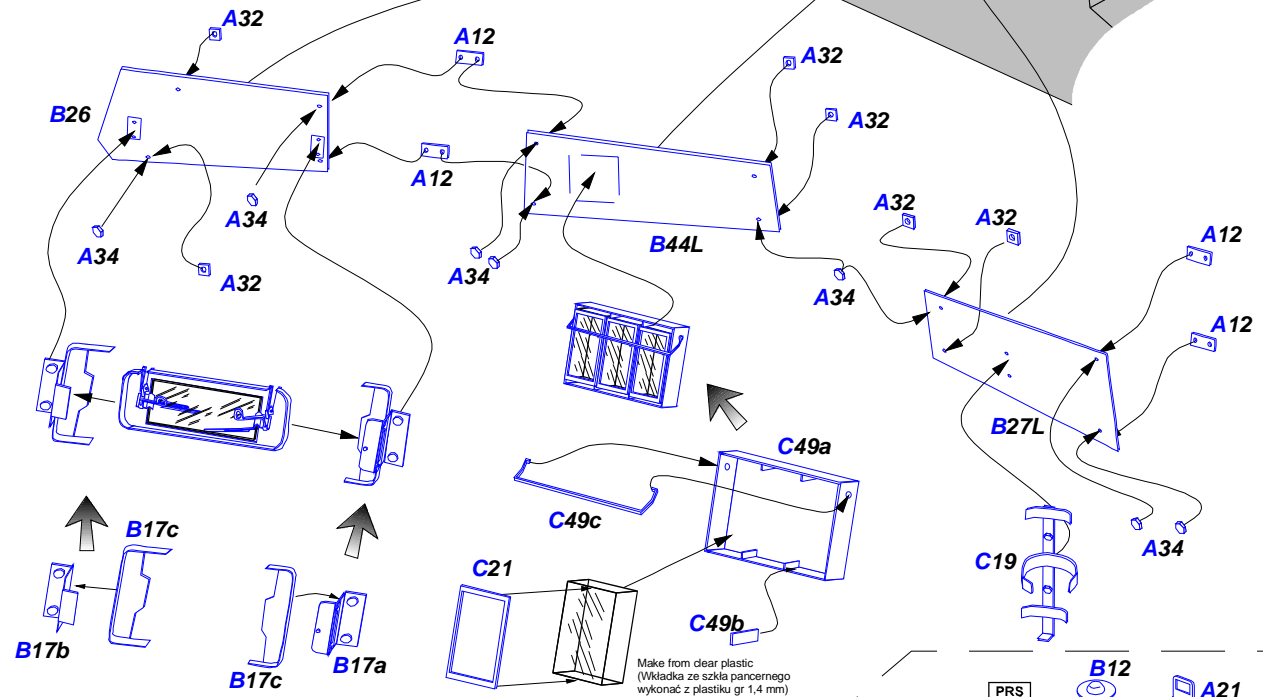 A32
A12
A32
B26
A32
A12
A34
A32
A32
A12
B44L
A34
A34
A32
A34
A12
B27L
C49a
C49c
B17c
A34
C19
C21
C49b
B17b
B17c
B17a
Make from clear plastic
(Wkładka ze szkła pancernego
wykonać z plastiku gr 1,4 mm)
B12
PRS
A21